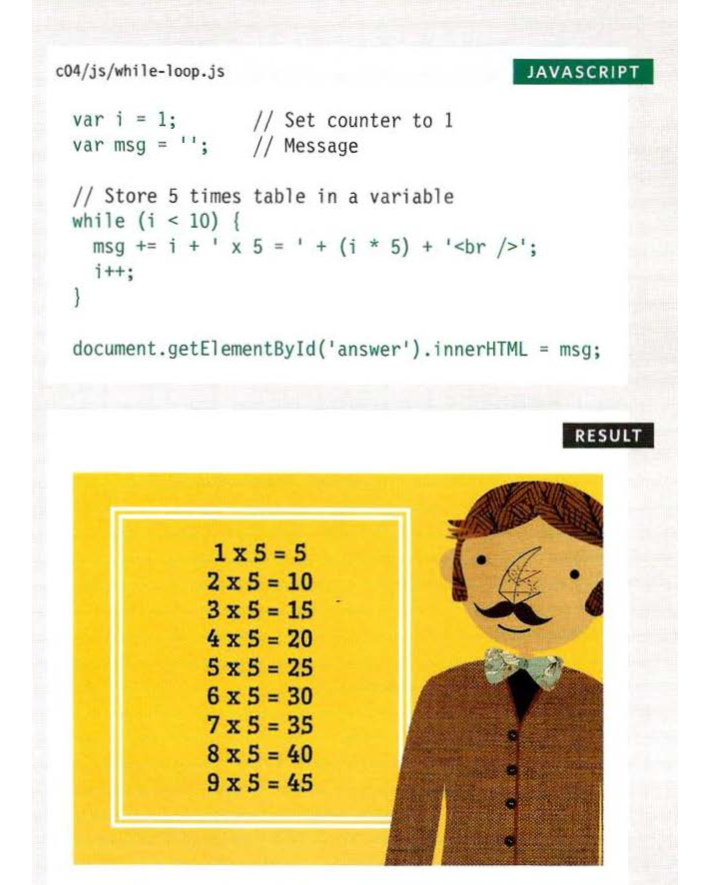 c04/js/while-loop.js
JAVASCRIPT
var i = 1;          // Set counter to 1
var msg = '';     // Message
// Store 5 times table in a variable
while (i < 10) {
  msg += i + ' x 5 = ' + (i * 5) + '<br />';
  i++;
}
document.getElementById('answer').innerHTML = msg;
RESULT
1 x 5 = 5
2 x 5 = 10
3 x 5 = 15
4 x 5 = 20
5 x 5 = 25
6 x 5 = 30
7 x 5 = 35
8 x 5 = 40
9 x 5 = 45